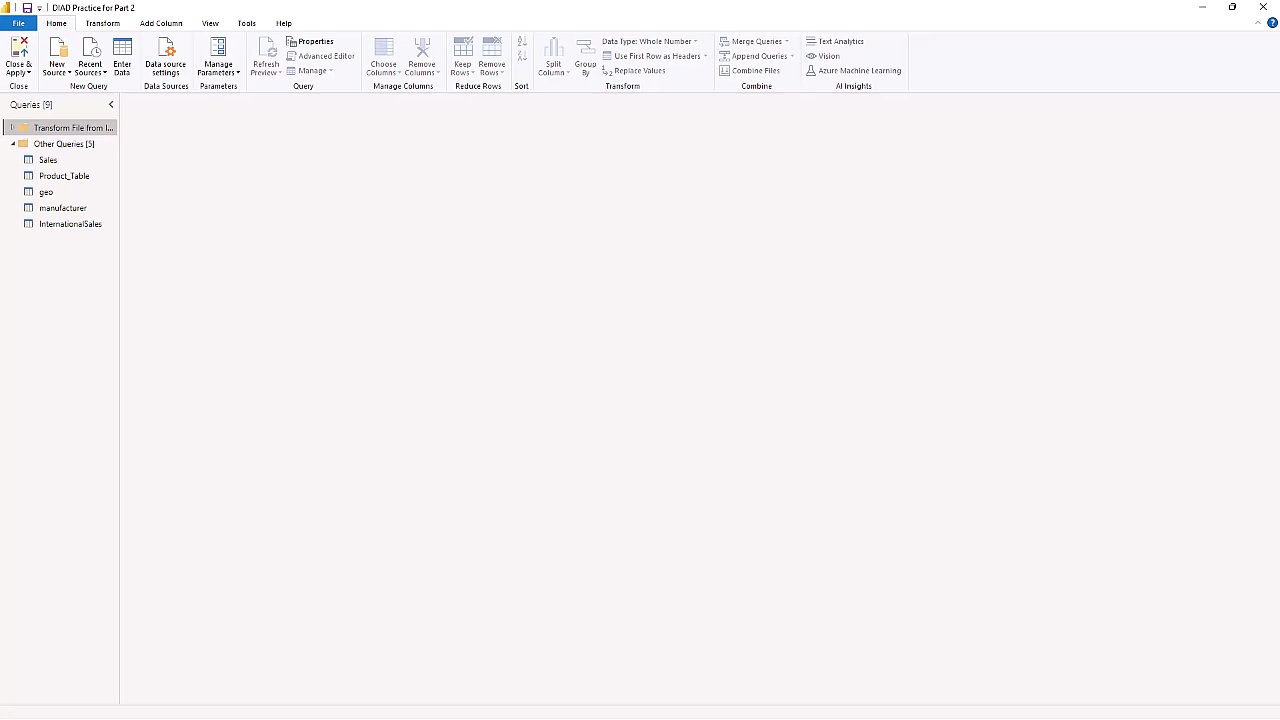 DIAD Practice for Part 2
File Home Transform Add Column View Tools Help
Close & Apply
New Source
Recent Sources
Enter Data
Data source settings
Manage Parameters
Refresh Preview
Properties
Advanced Editor
Manage
Choose Columns
Remove Columns
Keep Rows
Remove Rows
Split Column
Group By
Data Type: Whole Number
Use First Row as Headers
Replace Values
Merge Queries
Append Queries
Combine Files
Text Analytics
Vision
Azure Machine Learning
Close New Query Data Sources Parameters Query Manage Columns Reduce Rows Sort Transform Combine AI Insights
Queries [9]
Transform File from I...
Other Queries [5]
Sales
Product_Table
geo
manufacturer
InternationalSales